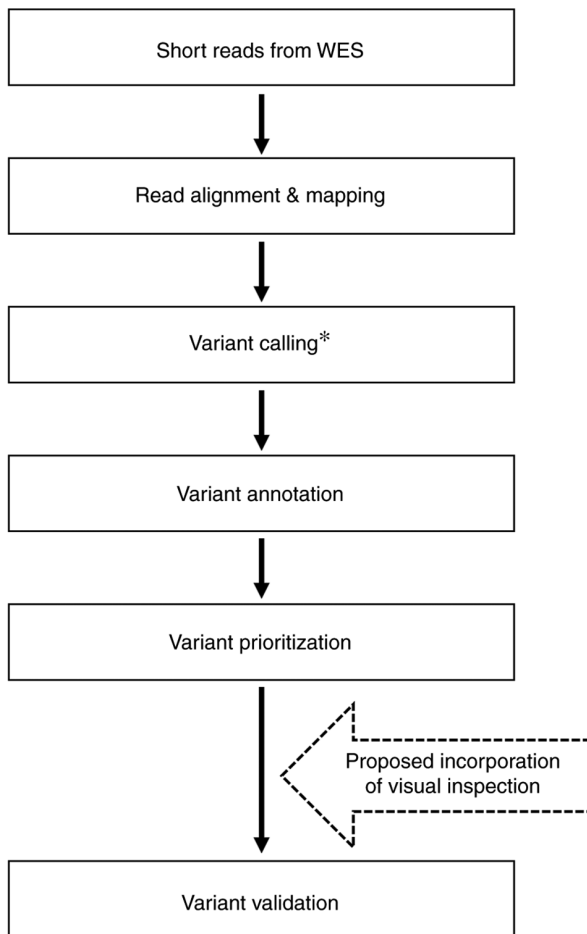 Short reads from WES
Read alignment & mapping
Variant calling*
Variant annotation
Variant prioritization
Proposed incorporation
of visual inspection
Variant validation